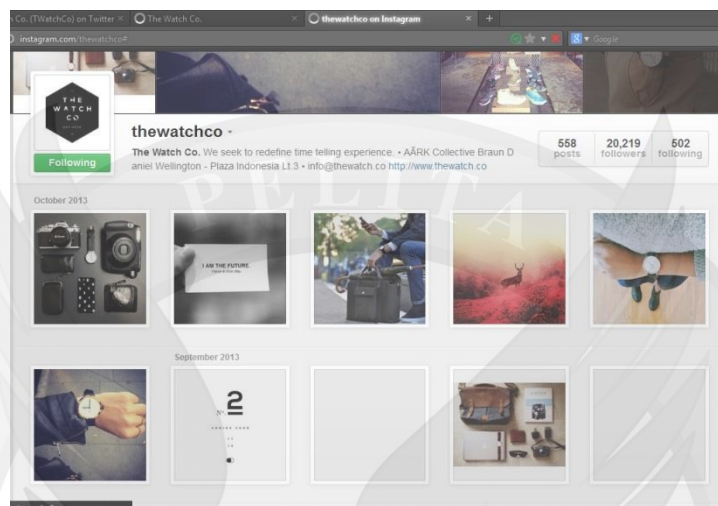 Co. (TWatchCo) on Twitter ×
The Watch Co. ×
thewatchco on Instagram × +
instagram.com/thewatchco#
Google
THE
WATCH
CO
thewatchco
The Watch Co. We seek to redefine time telling experience. • AÄRK Collective Braun D
aniel Wellington - Plaza Indonesia Lt.3 • info@thewatch.co http://www.thewatch.co
Following
558
posts
20,219
followers
502
following
PELITA
October 2013
I AM THE FUTURE.
September 2013
No. 2
COMING SOON